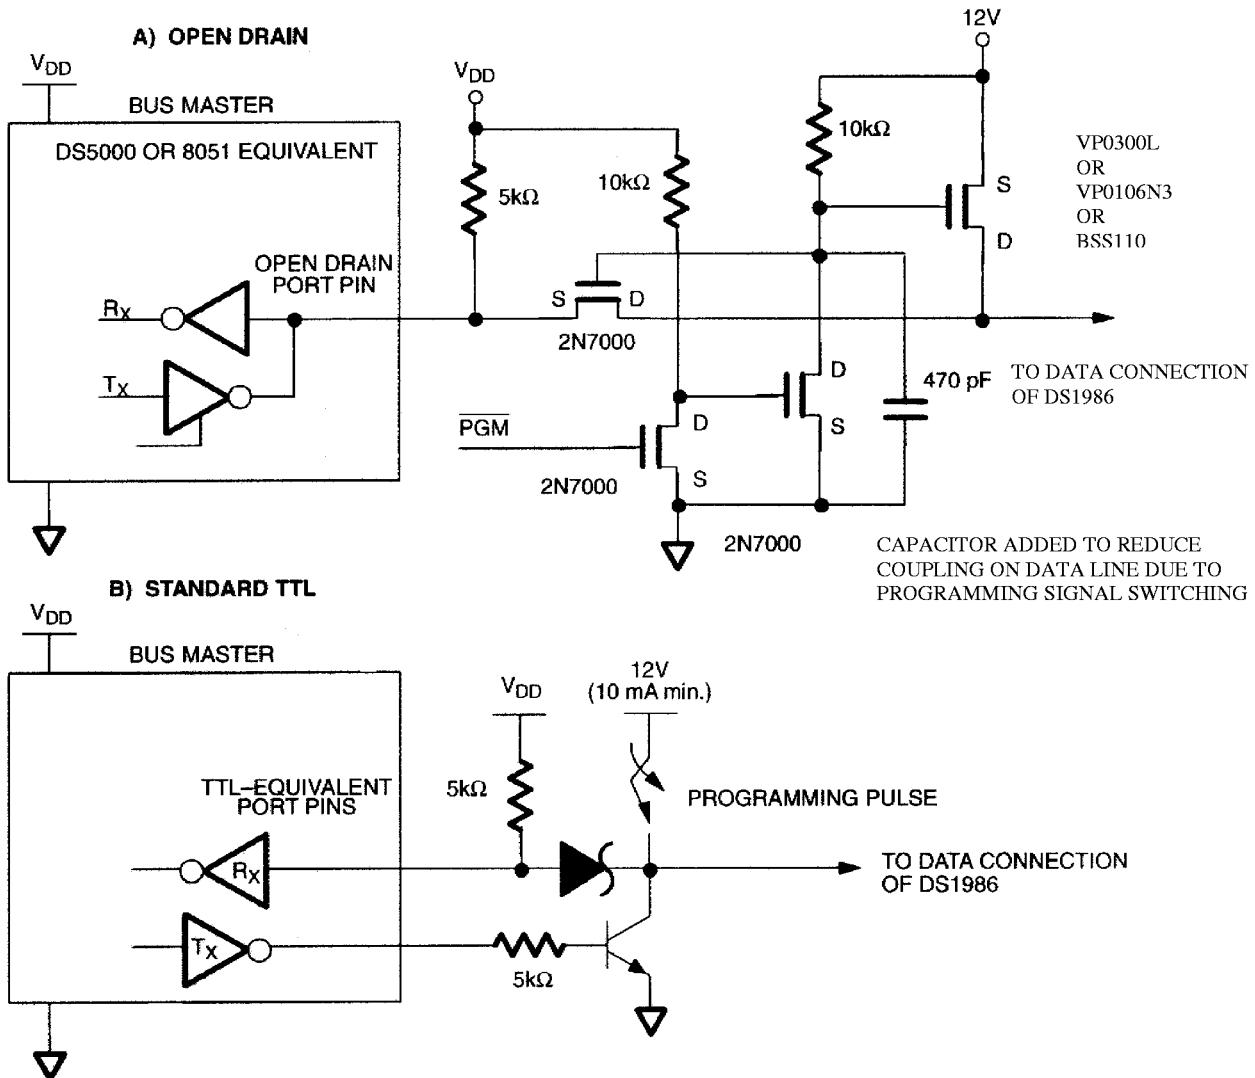 A) OPEN DRAIN
12V
VDD
VDD
BUS MASTER
DS5000 OR 8051 EQUIVALENT
5kΩ
10kΩ
10kΩ
VP0300L
OR
VP0106N3
OR
BSS110
S
D
OPEN DRAIN
PORT PIN
RX
TX
S
D
2N7000
D
S
470 pF
TO DATA CONNECTION
OF DS1986
PGM
D
S
2N7000
2N7000
CAPACITOR ADDED TO REDUCE
COUPLING ON DATA LINE DUE TO
PROGRAMMING SIGNAL SWITCHING
B) STANDARD TTL
VDD
BUS MASTER
VDD
12V
(10 mA min.)
5kΩ
PROGRAMMING PULSE
TTL–EQUIVALENT
PORT PINS
RX
TX
5kΩ
TO DATA CONNECTION
OF DS1986